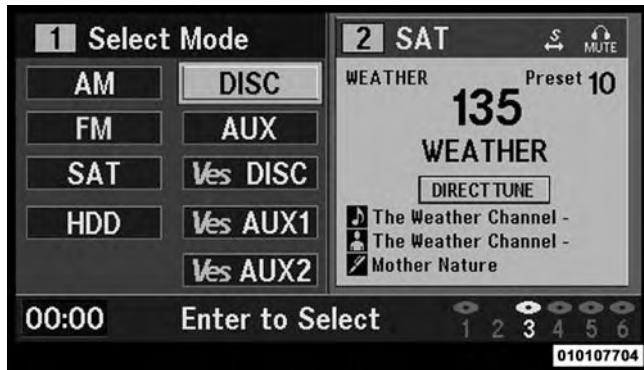 1 Select Mode
AM
DISC
FM
AUX
SAT
Ves DISC
HDD
Ves AUX1
Ves AUX2
2 SAT
S
MUTE
WEATHER
Preset 10
135
WEATHER
DIRECT TUNE
The Weather Channel -
The Weather Channel -
Mother Nature
00:00
Enter to Select
1 2 3 4 5 6
010107704